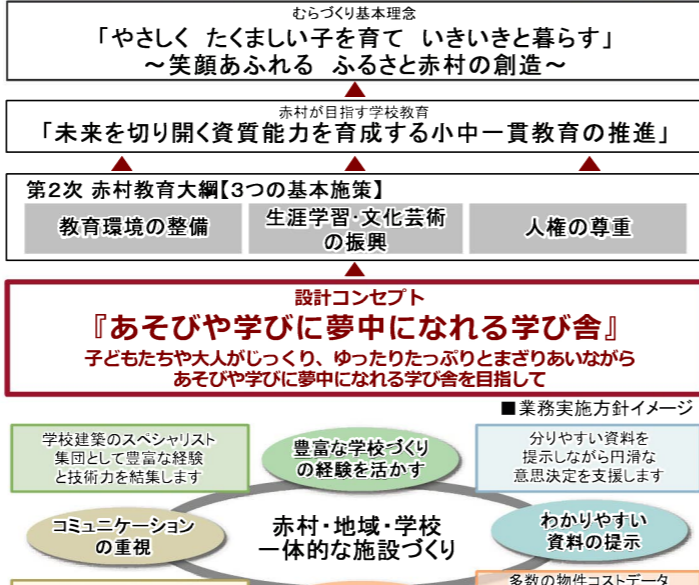 むらづくり基本理念
「やさしく たくましい子を育て いきいきと暮らす」
～笑顔あふれる ふるさと赤村の創造～
赤村が目指す学校教育
「未来を切り開く資質能力を育成する小中一貫教育の推進」
第2次 赤村教育大綱【3つの基本施策】
教育環境の整備
生涯学習・文化芸術
の振興
人権の尊重
設計コンセプト
『あそびや学びに夢中になれる学び舎』
子どもたちや大人がじっくり、ゆったりたっぷりとまざりあいながら
あそびや学びに夢中になれる学び舎を目指して
■業務実施方針イメージ
学校建築のスペシャリスト
集団として豊富な経験
と技術力を結集します
豊富な学校づくり
の経験を活かす
分りやすい資料を
提示しながら円滑な
意思決定を支援します
コミュニケーション
の重視
赤村・地域・学校
一体的な施設づくり
わかりやすい
資料の提示
多数の物件コストデータ